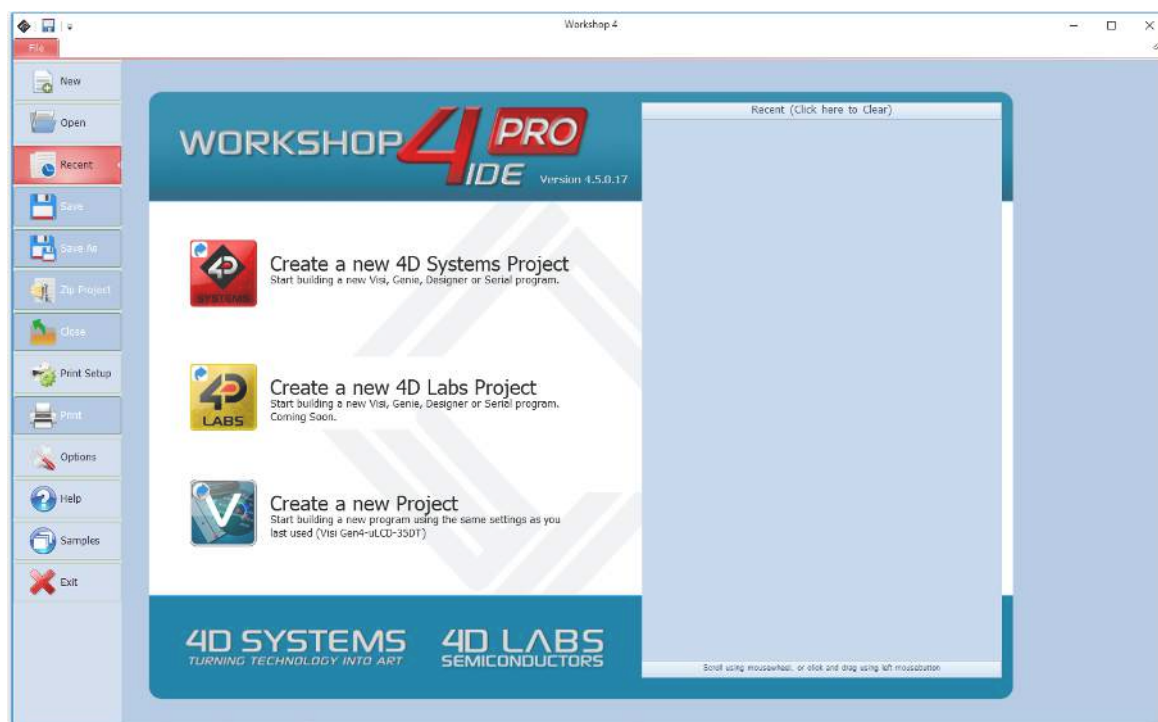 Workshop 4
File
New
Open
Recent
Save
Save As
Zip Project
Close
Print Setup
Print
Options
Help
Samples
Exit
WORKSHOP 4 PRO
IDE Version 4.5.0.17
Create a new 4D Systems Project
Start building a new Visi, Genie, Designer or Serial program.
4D
SYSTEMS
Create a new 4D Labs Project
Start building a new Visi, Genie, Designer or Serial program.
Coming Soon.
4D
LABS
Create a new Project
Start building a new program using the same settings as you
last used (Visi Gen4-uLCD-35DT)
V
4D SYSTEMS
TURNING TECHNOLOGY INTO ART
4D LABS
SEMICONDUCTORS
Recent (Click here to Clear)
Scroll using mousewheel, or click and drag using left mousebutton